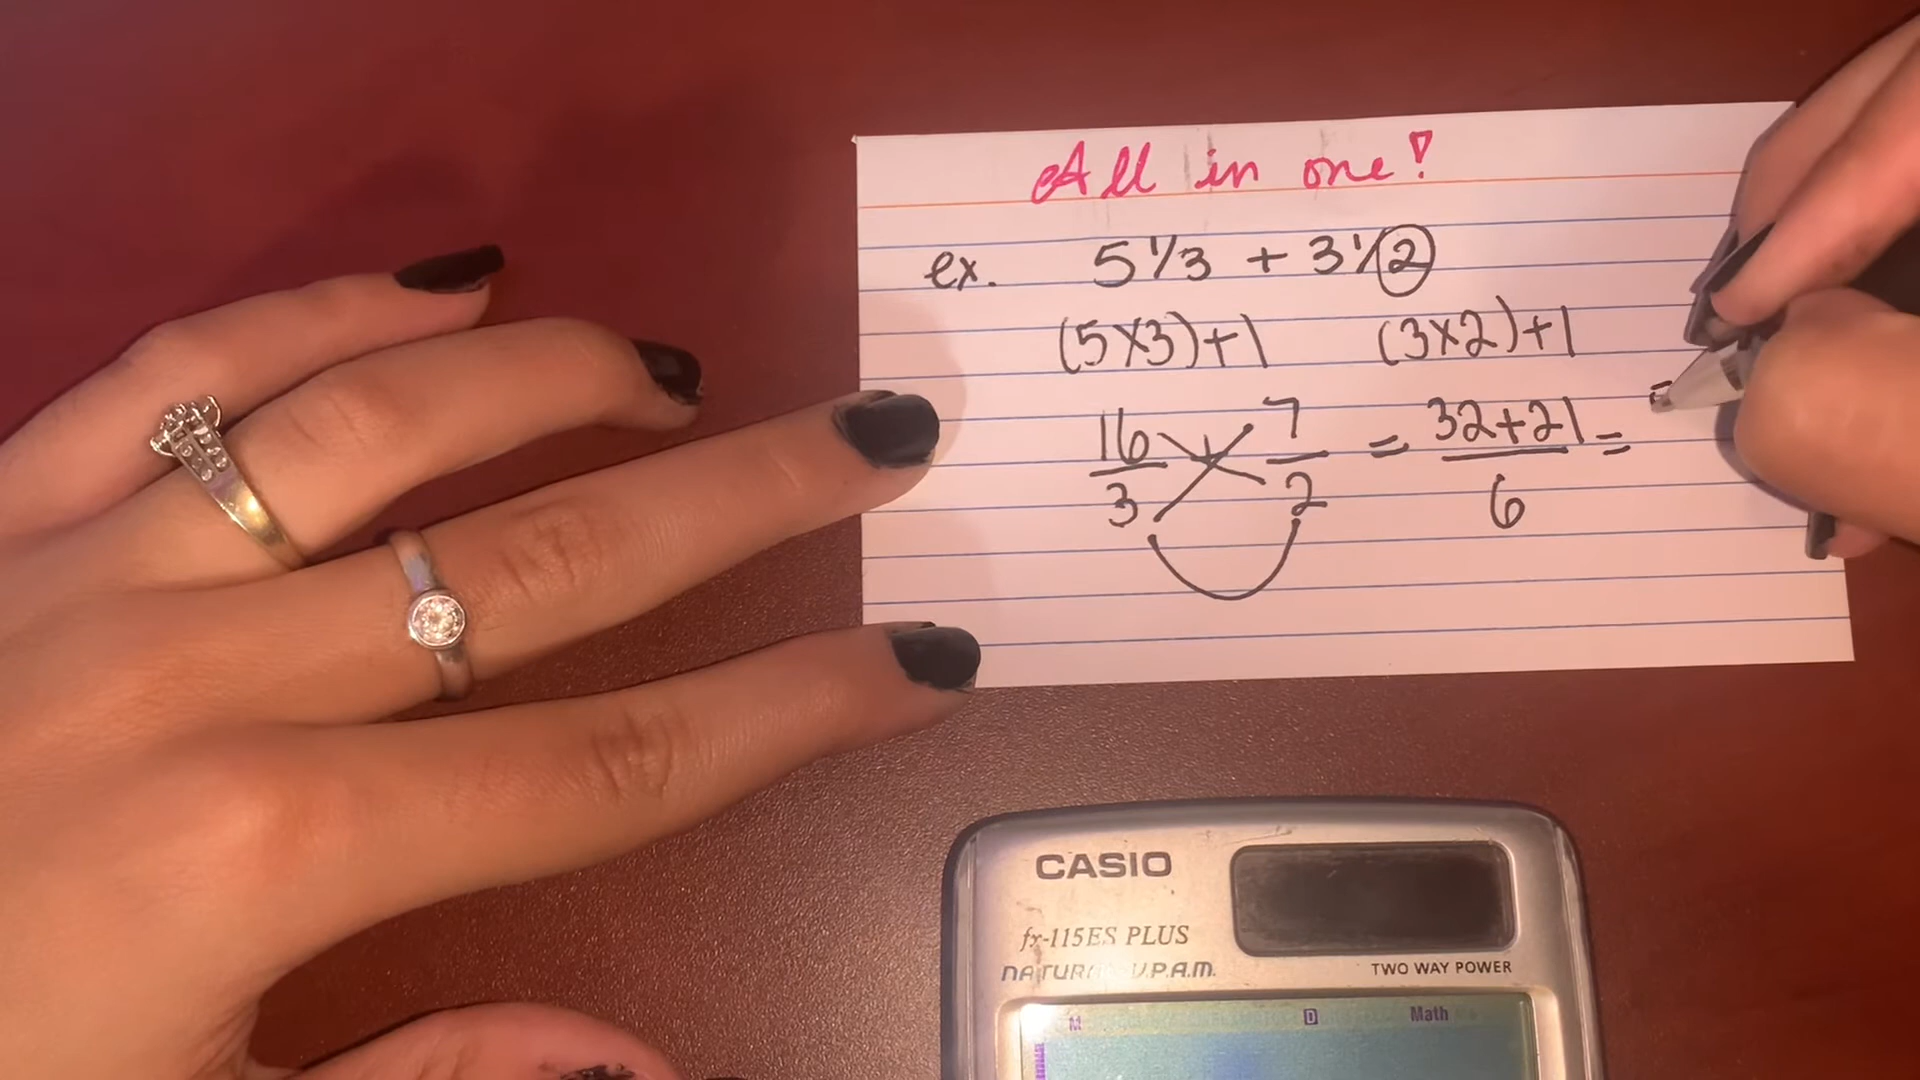 All in one!
ex. 5 1/3 + 3 1/2
(5x3)+1 (3x2)+1
16 7 = 32+21 =
3 2 6
CASIO
fx-115ES PLUS
NATURAL V.P.A.M.
TWO WAY POWER
M D Math